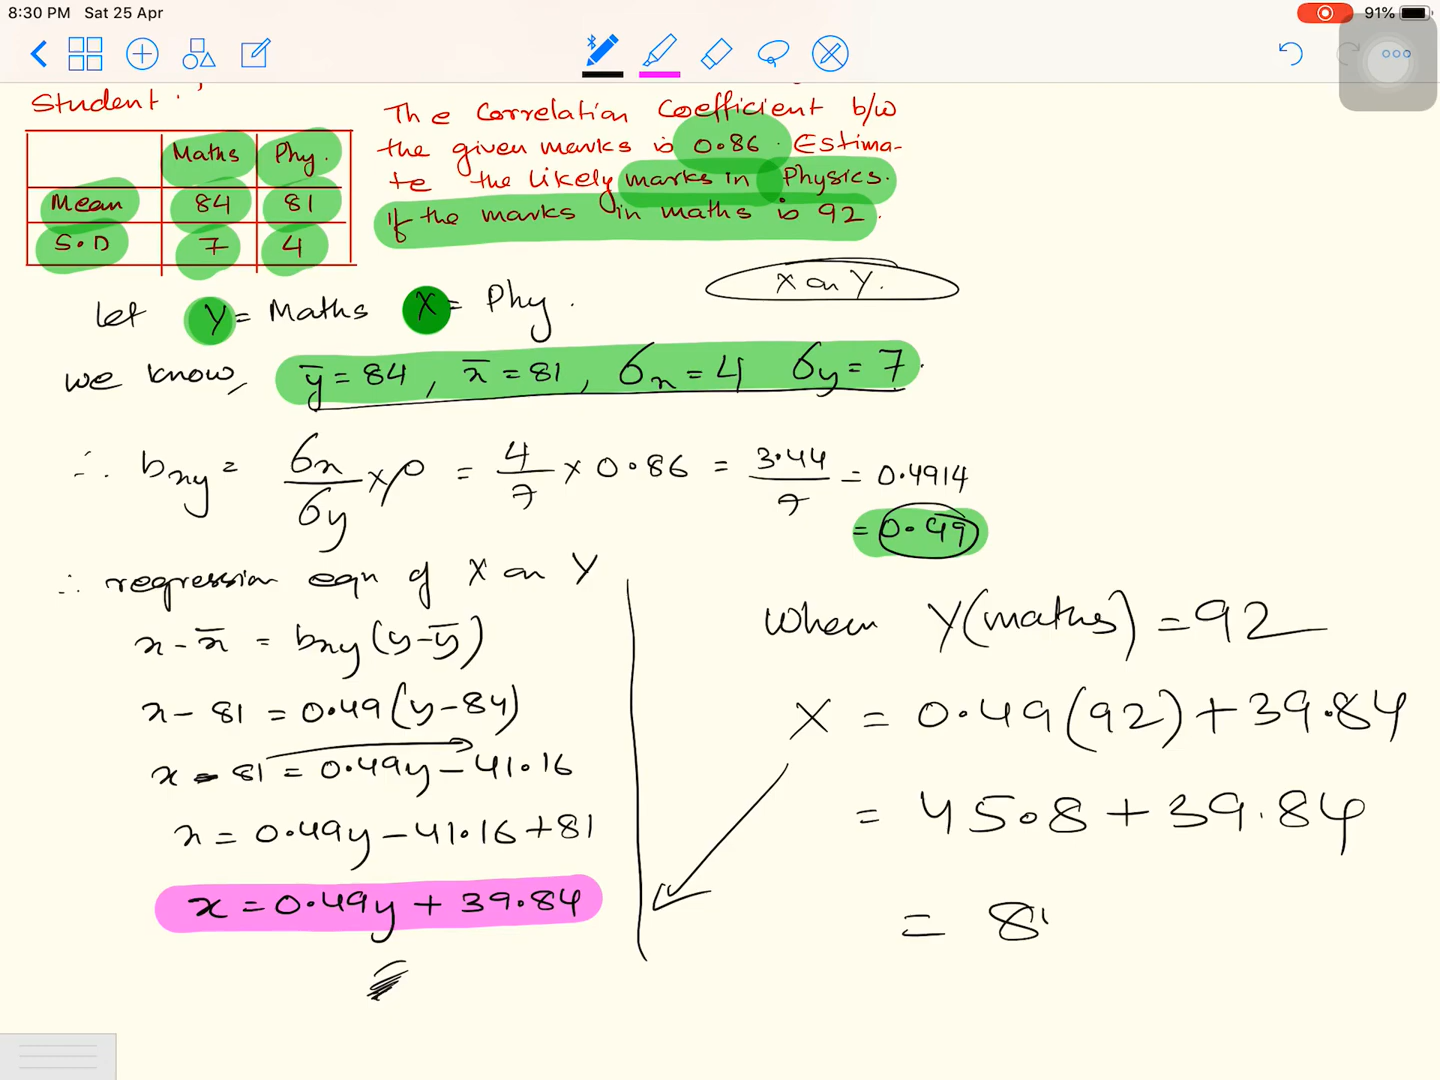 8:30 PM Sat 25 Apr
91%
Student.
Maths Phy.
Mean 84 81
S.D 7 4
The Correlation Coefficient b/w
the given marks is 0.86. Estima-
te the likely marks in Physics.
if the marks in maths is 92.
X on Y.
Let Y = Maths X = Phy.
we know, ȳ = 84, x̄ = 81, σx = 4 σy = 7.
∴ bxy = σx/σy × ρ = 4/7 × 0.86 = 3.44/7 = 0.4914
= 0.49
∴ regression eqn of X on Y
x - x̄ = bxy (y - ȳ)
x - 81 = 0.49 (y - 84)
x - 81 = 0.49y - 41.16
x = 0.49y - 41.16 + 81
x = 0.49y + 39.84
When Y(maths) = 92
X = 0.49(92) + 39.84
= 45.8 + 39.84
= 8